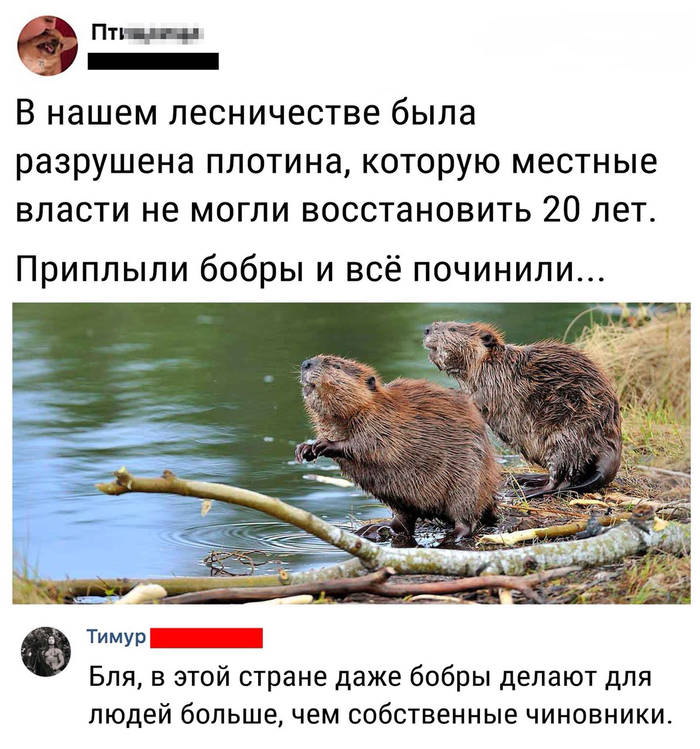 В нашем лесничестве была
разрушена плотина, которую местные
власти не могли восстановить 20 лет.
Приплыли бобры и всё починили...
Тимур
Бля, в этой стране даже бобры делают для
людей больше, чем собственные чиновники.